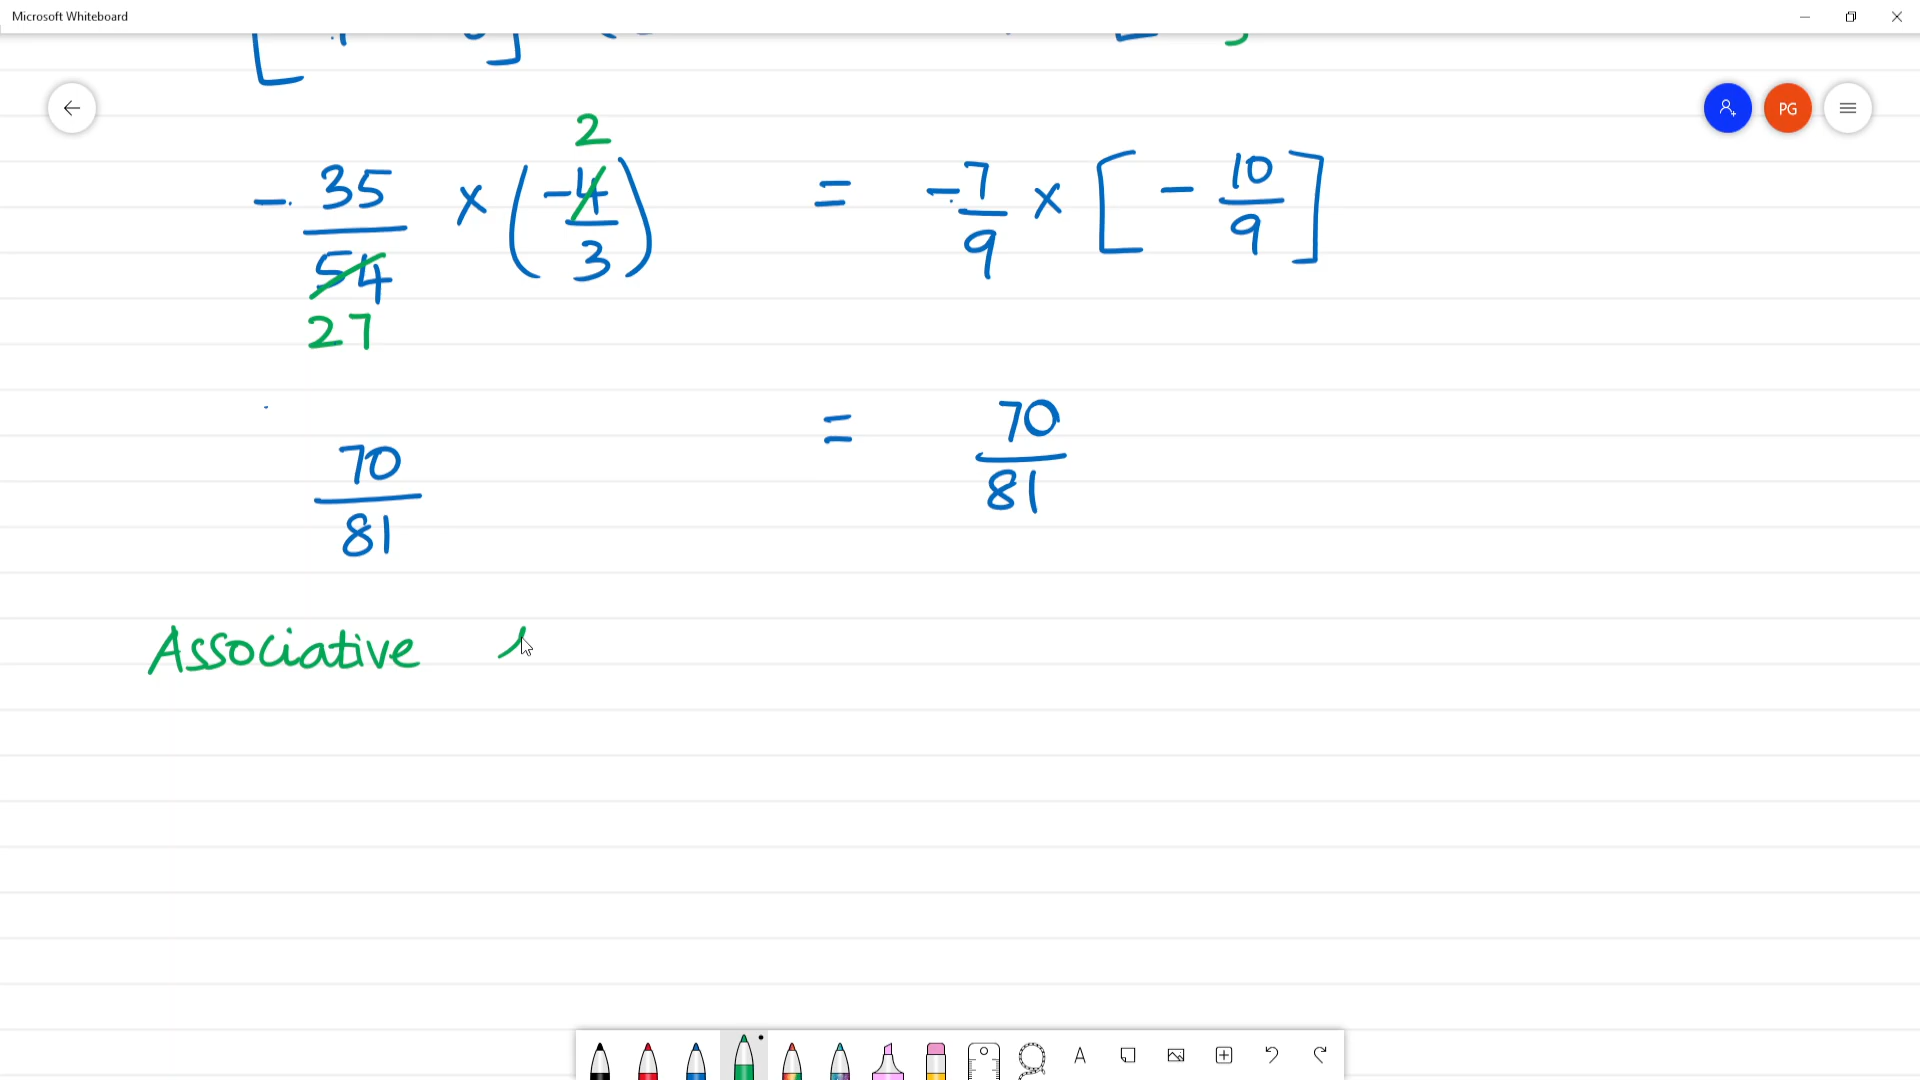 Microsoft Whiteboard
PG
2
- 35/54 × (-4/3) = -7/9 × [- 10/9]
27
70/81 = 70/81
Associative
A